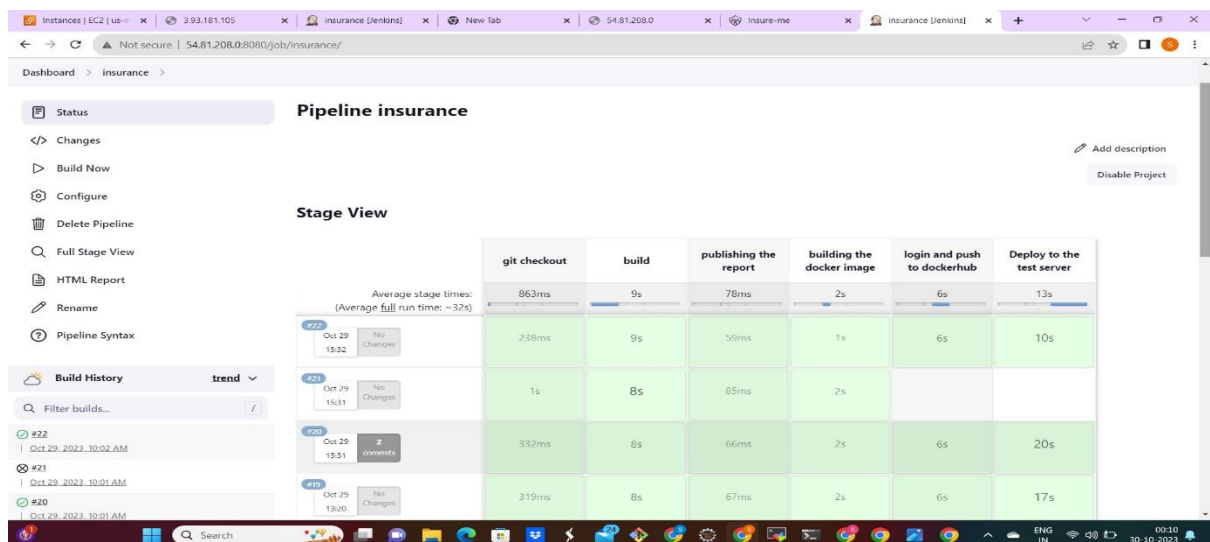 Instances | EC2 | us-e
3.93.181.105
insurance [Jenkins]
New Tab
54.81.208.0
Insure-me
insurance [Jenkins]
Not secure | 54.81.208.0:8080/job/insurance/
S
Dashboard > insurance >
Status
Changes
Build Now
Configure
Delete Pipeline
Full Stage View
HTML Report
Rename
Pipeline Syntax
Build History trend
Filter builds... /
#22
Oct 29, 2023, 10:02 AM
#21
Oct 29, 2023, 10:01 AM
#20
Oct 29, 2023, 10:01 AM
Pipeline insurance
Add description
Disable Project
Stage View
git checkout build publishing the report building the docker image login and push to dockerhub Deploy to the test server
Average stage times: 863ms 9s 78ms 2s 6s 13s
(Average full run time: ~32s)
#22
Oct 29 15:32 No Changes 238ms 9s 59ms 1s 6s 10s
#21
Oct 29 15:31 No Changes 1s 8s 85ms 2s
#20
Oct 29 15:31 2 commits 332ms 8s 66ms 2s 6s 20s
#19
Oct 29 13:20 No Changes 319ms 8s 67ms 2s 6s 17s
Search
24
ENG
IN
00:10
30-10-2023